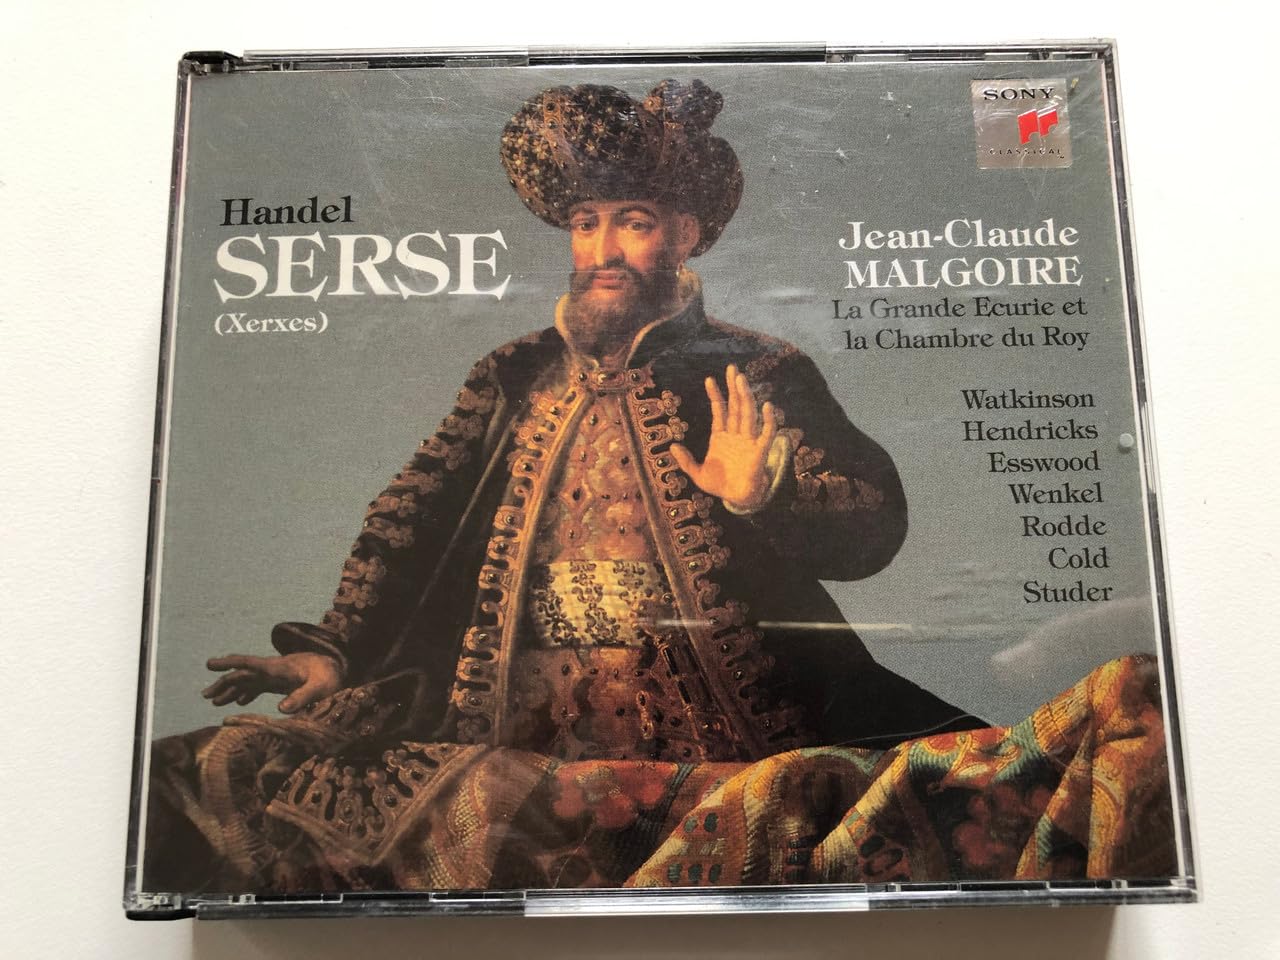 SONY
CLASSICAL
Handel
SERSE
(Xerxes)
Jean-Claude
MALGOIRE
La Grande Ecurie et
la Chambre du Roy
Watkinson
Hendricks
Esswood
Wenkel
Rodde
Cold
Studer